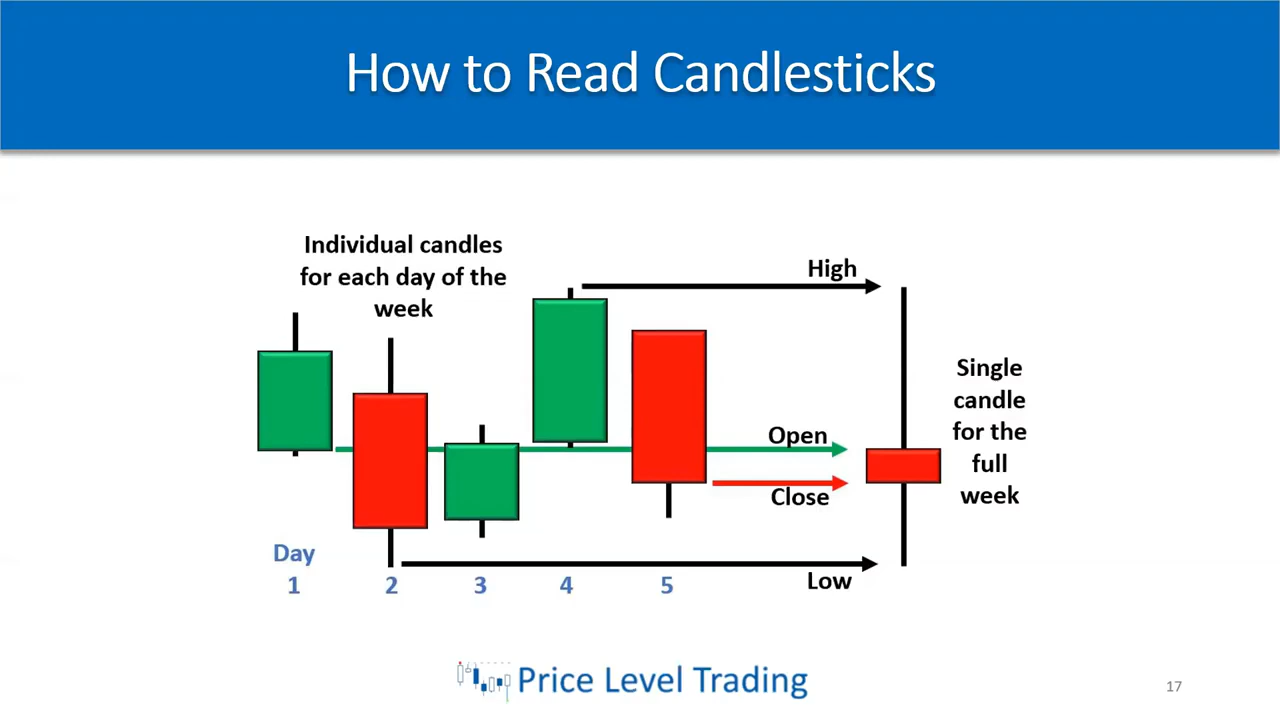 How to Read Candlesticks
Individual candles
for each day of the
week
High
Single
candle
for the
full
week
Open
Close
Low
Day
1
2
3
4
5
Price Level Trading
17